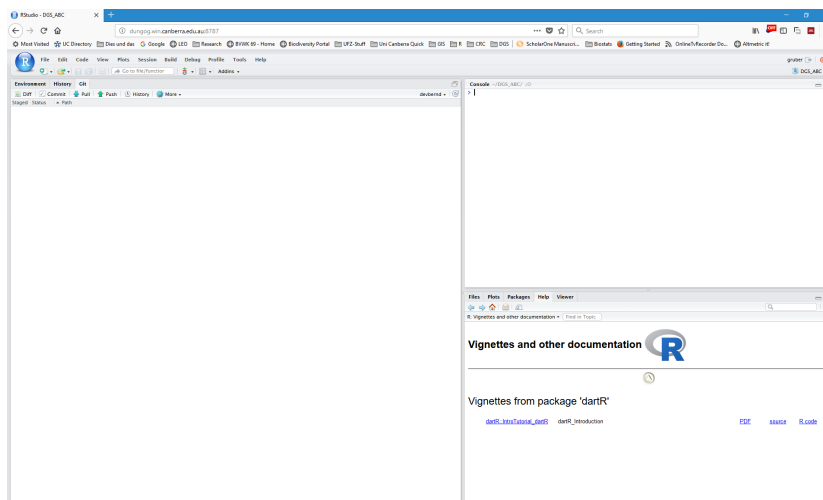 RStudio - DGS_ABC
dungog.win.canberra.edu.au:8787
Search
Most Visited UC Directory Dies und das Google LEO Research BYWK 69 - Home Biodiversity Portal UFZ-Stuff Uni Canberra Quick GIS R CRC DGS ScholarOne Manuscri... Biostats Getting Started OnlineTvRecorder Do... Altmetric it!
File Edit Code View Plots Session Build Debug Profile Tools Help
gruber
Go to file/function Addins
DGS_ABC
Environment History Git
Diff Commit Pull Push History More devbernd
Staged Status Path
Console ~/DGS_ABC/
>
Files Plots Packages Help Viewer
R: Vignettes and other documentation Find in Topic
Vignettes and other documentation R
Vignettes from package 'dartR'
dartR::IntroTutorial_dartR dartR_Introduction PDF source R code